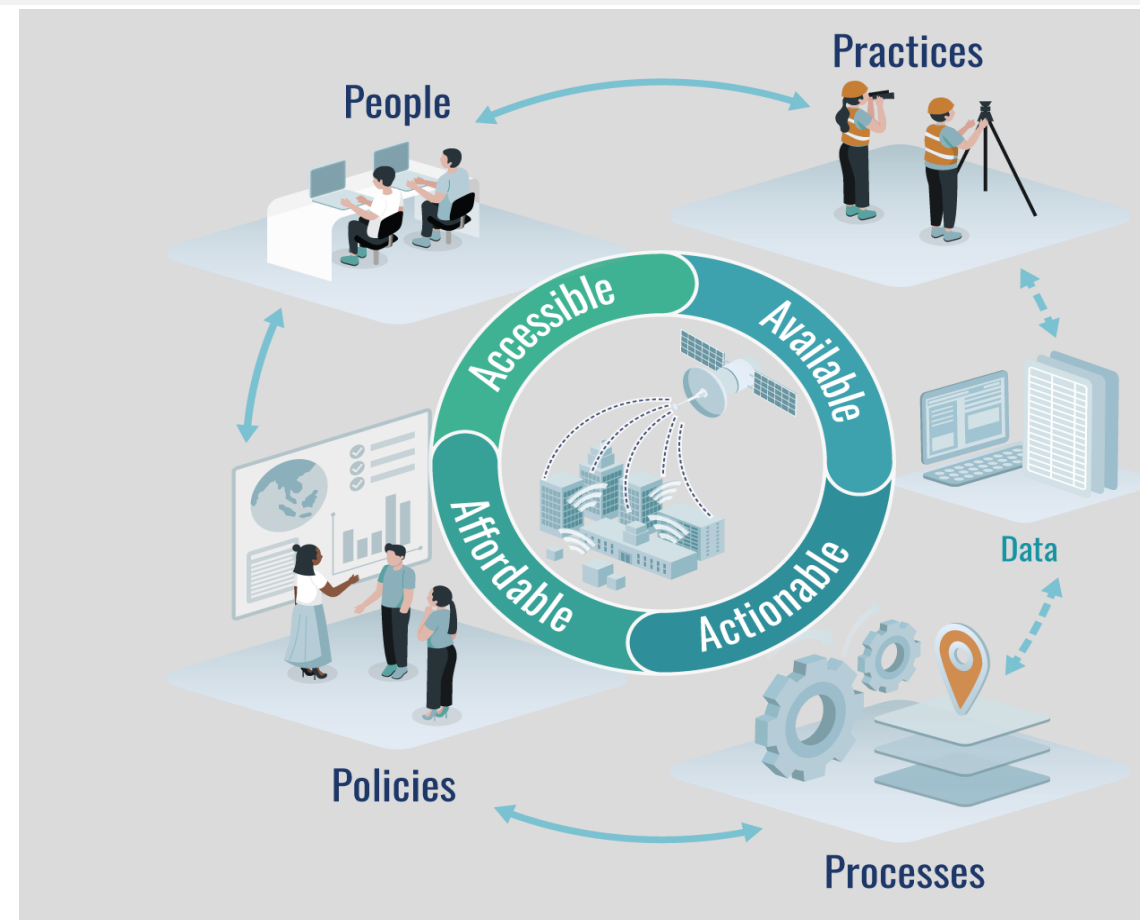 Practices
People
Accessible
Available
Affordable
Actionable
Data
Policies
Processes